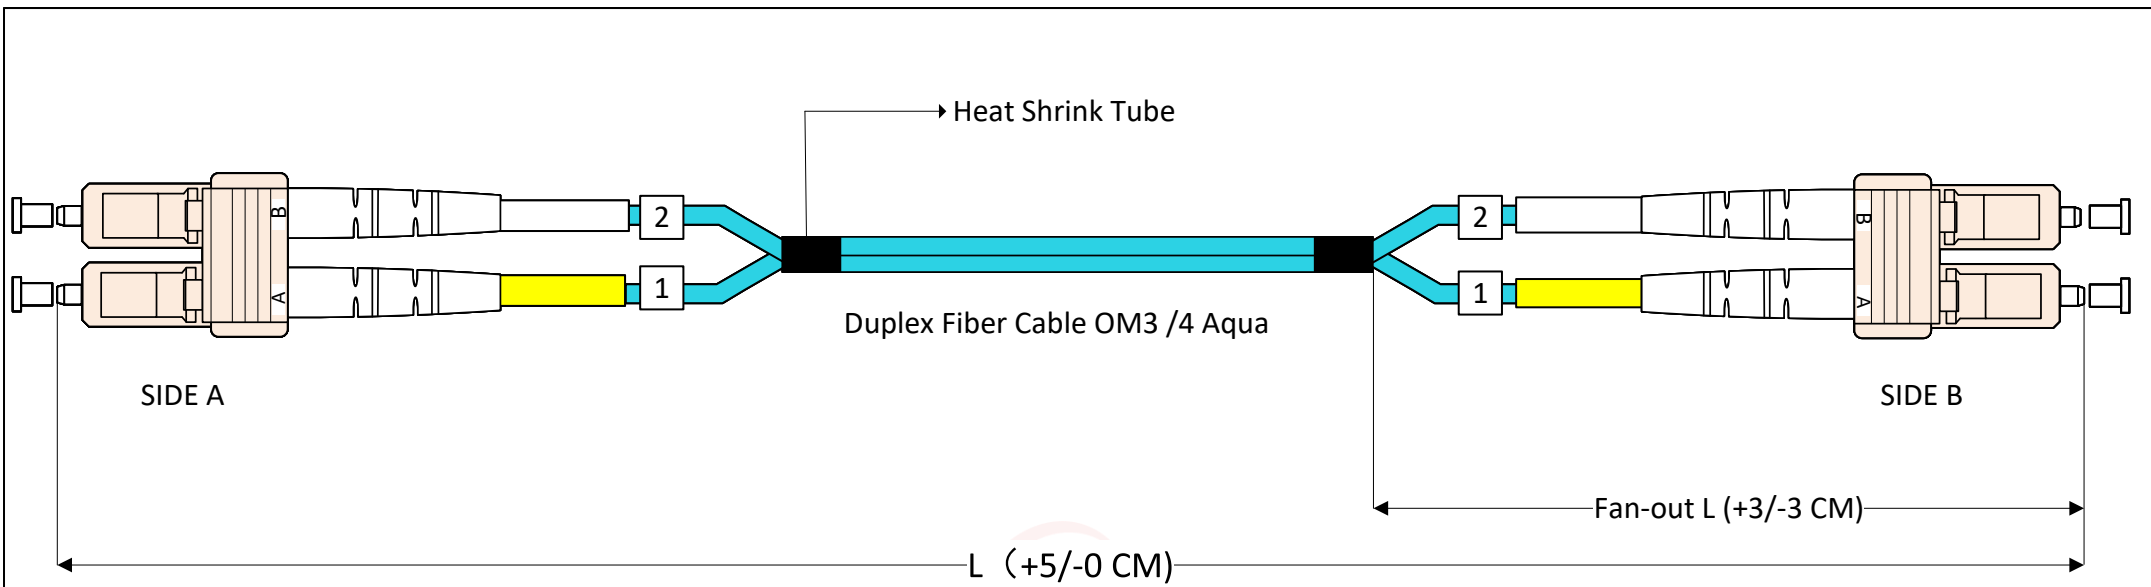 Heat Shrink Tube
B 2 2 B
A 1 1 A
Duplex Fiber Cable OM3 /4 Aqua
SIDE A SIDE B
Fan-out L (+3/-3 CM)
L（+5/-0 CM)